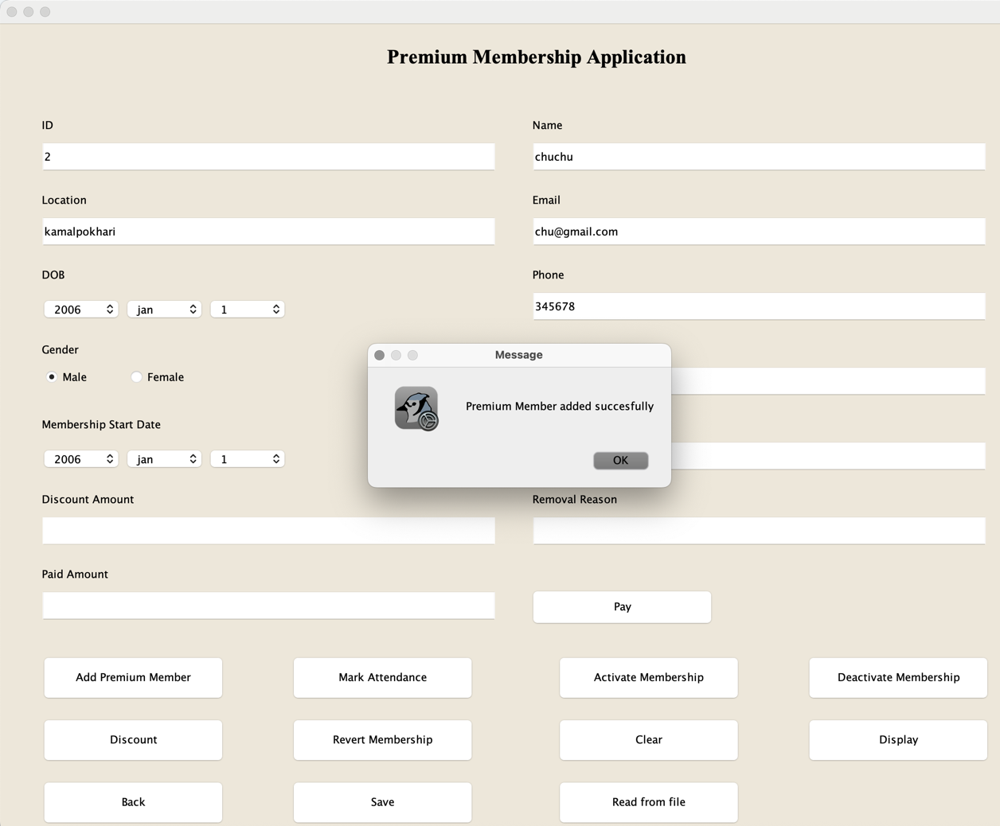 Premium Membership Application
ID
Name
2
chuchu
Location
Email
kamalpokhari
chu@gmail.com
DOB
Phone
2006 jan 1
345678
Gender
Male Female
Message
Premium Member added succesfully
OK
Membership Start Date
2006 jan 1
Discount Amount
Removal Reason
Paid Amount
Pay
Add Premium Member
Mark Attendance
Activate Membership
Deactivate Membership
Discount
Revert Membership
Clear
Display
Back
Save
Read from file